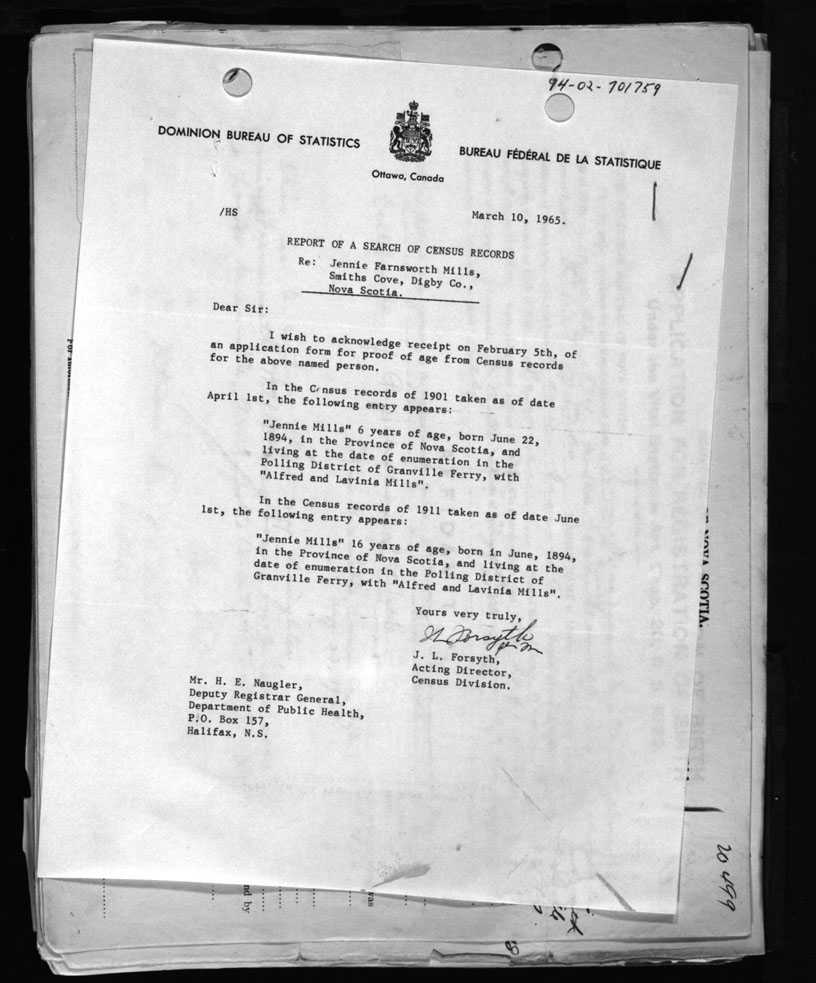 94-02-701759
DOMINION BUREAU OF STATISTICS
BUREAU FÉDÉRAL DE LA STATISTIQUE
Ottawa, Canada
/HS
March 10, 1965.
REPORT OF A SEARCH OF CENSUS RECORDS
Re: Jennie Farnsworth Mills,
Smiths Cove, Digby Co.,
Nova Scotia.
Dear Sir:
I wish to acknowledge receipt on February 5th, of
an application form for proof of age from Census records
for the above named person.
In the Census records of 1901 taken as of date
April 1st, the following entry appears:
"Jennie Mills" 6 years of age, born June 22,
1894, in the Province of Nova Scotia, and
living at the date of enumeration in the
Polling District of Granville Ferry, with
"Alfred and Lavinia Mills".
In the Census records of 1911 taken as of date June
1st, the following entry appears:
"Jennie Mills" 16 years of age, born in June, 1894,
in the Province of Nova Scotia, and living at the
date of enumeration in the Polling District of
Granville Ferry, with "Alfred and Lavinia Mills".
Yours very truly,
J. L. Forsyth,
Acting Director,
Census Division.
Mr. H. E. Naugler,
Deputy Registrar General,
Department of Public Health,
P.O. Box 157,
Halifax, N.S.
NOVA SCOTIA.
20 499
nd by
was